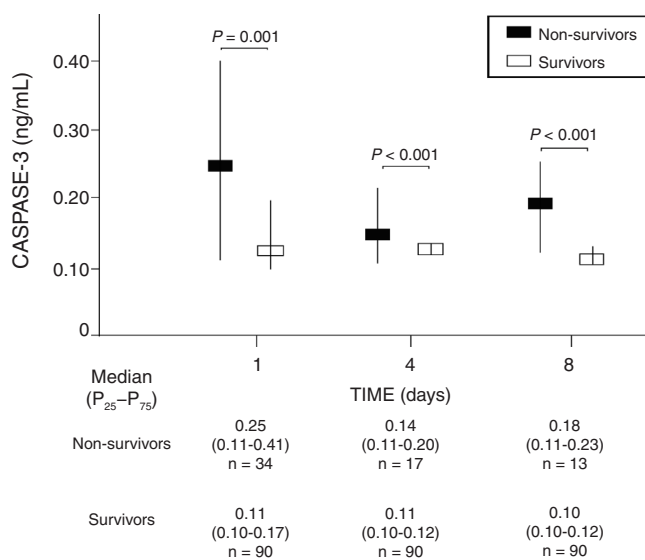 Non-survivors
Survivors
P = 0.001
P < 0.001
P < 0.001
CASPASE-3 (ng/mL)
0.40
0.30
0.20
0.10
0
1 4 8
TIME (days)
Median
(P25–P75)
Non-survivors
0.25 0.14 0.18
(0.11-0.41) (0.11-0.20) (0.11-0.23)
n = 34 n = 17 n = 13
Survivors
0.11 0.11 0.10
(0.10-0.17) (0.10-0.12) (0.10-0.12)
n = 90 n = 90 n = 90